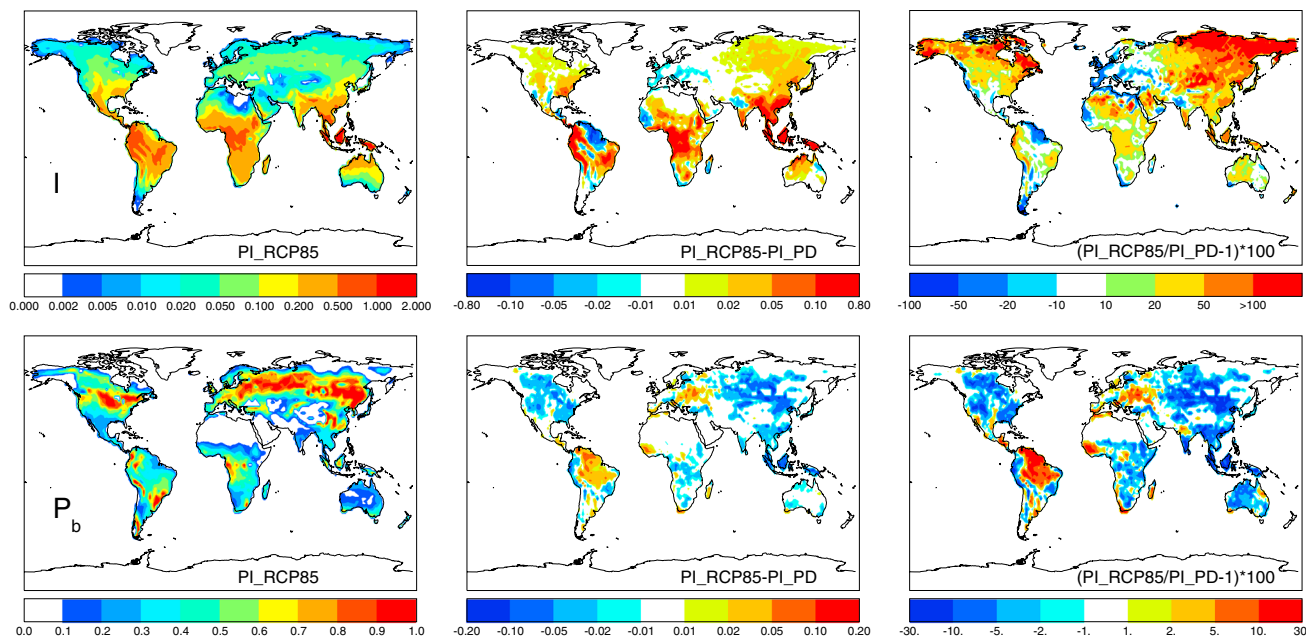 I
PI_RCP85
PI_RCP85-PI_PD
(PI_RCP85/PI_PD-1)*100
0.000 0.002 0.005 0.010 0.020 0.050 0.100 0.200 0.500 1.000 2.000
-0.80 -0.10 -0.05 -0.02 -0.01 0.01 0.02 0.05 0.10 0.80
-100 -50 -20 -10 10 20 50 >100
P_b
PI_RCP85
PI_RCP85-PI_PD
(PI_RCP85/PI_PD-1)*100
0.0 0.1 0.2 0.3 0.4 0.5 0.6 0.7 0.8 0.9 1.0
-0.20 -0.10 -0.05 -0.02 -0.01 0.01 0.02 0.05 0.10 0.20
-30. -10. -5. -2. -1. 1 2. 5 10